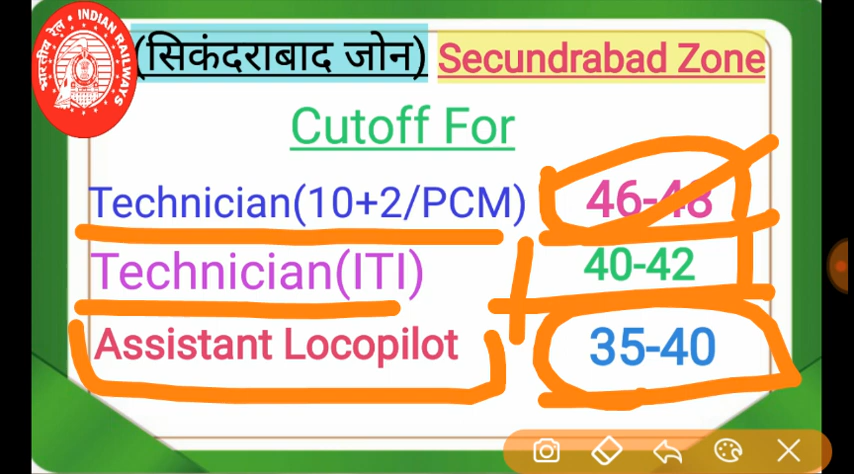 भारतीय रेल • INDIAN RAILWAYS
(सिकंदराबाद जोन) Secundrabad Zone
Cutoff For
Technician(10+2/PCM) 46-48
Technician(ITI) 40-42
Assistant Locopilot 35-40